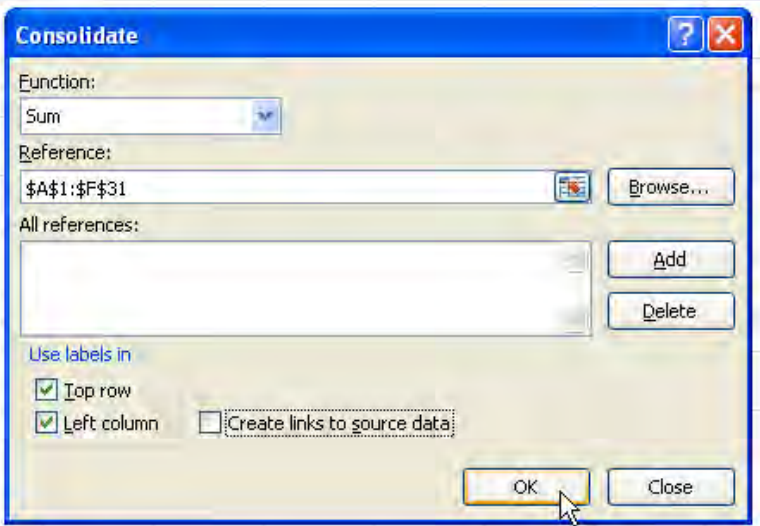 Consolidate
Function:
Sum
Reference:
$A$1:$F$31
Browse...
All references:
Add
Delete
Use labels in
Top row
Left column
Create links to source data
OK
Close